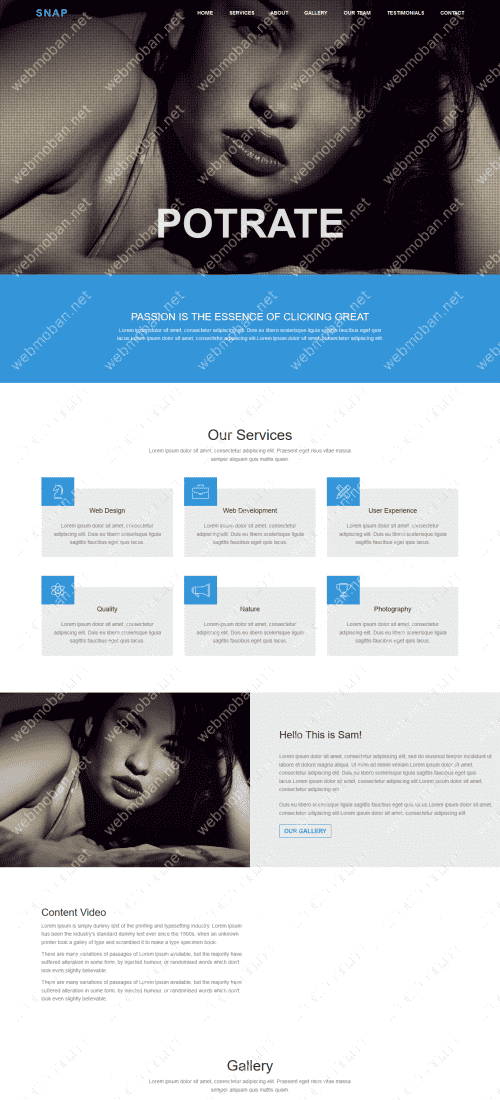 SNAP
HOME SERVICES ABOUT GALLERY OUR TEAM TESTIMONIALS CONTACT
POTRATE
PASSION IS THE ESSENCE OF CLICKING GREAT
Lorem ipsum dolor sit amet, consectetur adipiscing elit. Duis eu libero scelerisque ligula sagittis faucibus eget quis
lacus.Lorem ipsum dolor sit amet, consectetur adipiscing elit.Lorem ipsum dolor sit amet, consectetur adipiscing elit.
Our Services
Lorem ipsum dolor sit amet, consectetur adipiscing elit. Praesent eget risus vitae massa
semper aliquam quis mattis quam.
Web Design
Lorem ipsum dolor sit amet, consectetur
adipiscing elit. Duis eu libero scelerisque ligula
sagittis faucibus eget quis lacus.
Web Development
Lorem ipsum dolor sit amet, consectetur
adipiscing elit. Duis eu libero scelerisque ligula
sagittis faucibus eget quis lacus.
User Experience
Lorem ipsum dolor sit amet, consectetur
adipiscing elit. Duis eu libero scelerisque ligula
sagittis faucibus eget quis lacus.
Quality
Lorem ipsum dolor sit amet, consectetur
adipiscing elit. Duis eu libero scelerisque ligula
sagittis faucibus eget quis lacus.
Nature
Lorem ipsum dolor sit amet, consectetur
adipiscing elit. Duis eu libero scelerisque ligula
sagittis faucibus eget quis lacus.
Photography
Lorem ipsum dolor sit amet, consectetur
adipiscing elit. Duis eu libero scelerisque ligula
sagittis faucibus eget quis lacus.
Hello This is Sam!
Lorem ipsum dolor sit amet, consectetur adipiscing elit, sed do eiusmod tempor incididunt ut
labore et dolore magna aliqua. Ut enim ad minim veniam.Lorem ipsum dolor sit amet,
consectetur adipiscing elit. Duis eu libero scelerisque ligula sagittis faucibus eget quis
lacus.Lorem ipsum dolor sit amet, consectetur adipiscing elit.Lorem ipsum dolor sit amet,
consectetur adipiscing elit
Duis eu libero scelerisque ligula sagittis faucibus eget quis lacus.Lorem ipsum dolor sit amet,
consectetur adipiscing elit.Lorem ipsum dolor sit amet, consectetur adipiscing elit
OUR GALLERY
Content Video
Lorem Ipsum is simply dummy text of the printing and typesetting industry. Lorem Ipsum
has been the industry's standard dummy text ever since the 1500s, when an unknown
printer took a galley of type and scrambled it to make a type specimen book.
There are many variations of passages of Lorem Ipsum available, but the majority have
suffered alteration in some form, by injected humour, or randomised words which don't
look even slightly believable.
There are many variations of passages of Lorem Ipsum available, but the majority have
suffered alteration in some form, by injected humour, or randomised words which don't
look even slightly believable.
Gallery
Lorem ipsum dolor sit amet, consectetur adipiscing elit. Praesent eget risus vitae massa
semper aliquam quis mattis quam.
webmoban.net